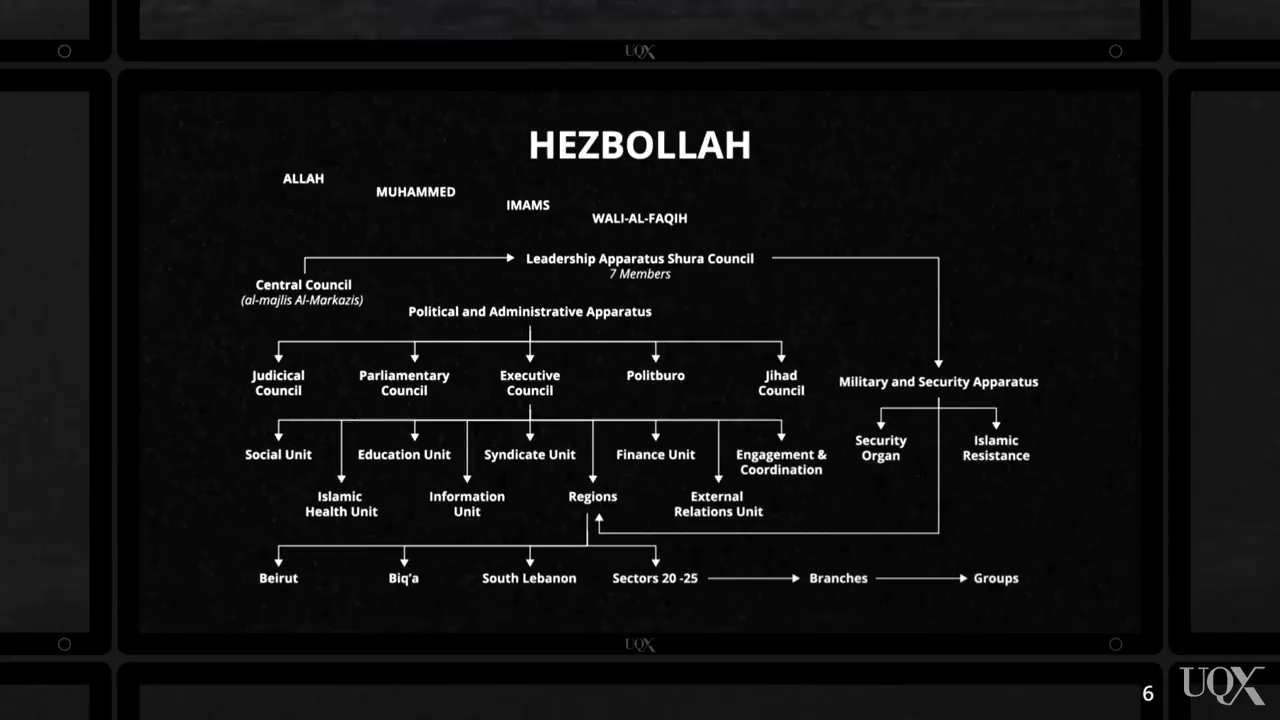 UQX
HEZBOLLAH
ALLAH
MUHAMMED
IMAMS
WALI-AL-FAQIH
Leadership Apparatus Shura Council
7 Members
Central Council
(al-majlis Al-Markazis)
Political and Administrative Apparatus
Judicical
Council
Parliamentary
Council
Executive
Council
Politburo
Jihad
Council
Military and Security Apparatus
Social Unit
Education Unit
Syndicate Unit
Finance Unit
Engagement &
Coordination
Security
Organ
Islamic
Resistance
Islamic
Health Unit
Information
Unit
Regions
External
Relations Unit
Beirut
Biq'a
South Lebanon
Sectors 20 -25
Branches
Groups
UQX
6
UQX